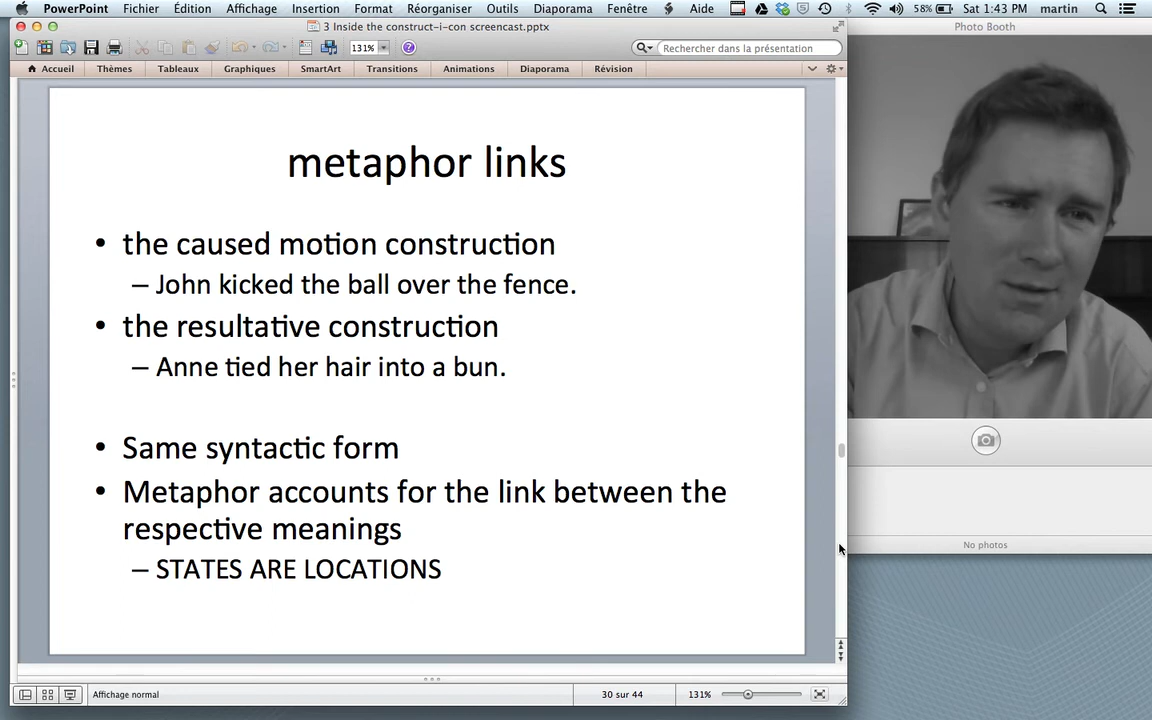 PowerPoint Fichier Édition Affichage Insertion Format Réorganiser Outils Diaporama Fenêtre Aide 58% Sat 1:43 PM martin
3 Inside the construct-i-con screencast.pptx
Photo Booth
131%
Rechercher dans la présentation
Accueil Thèmes Tableaux Graphiques SmartArt Transitions Animations Diaporama Révision
metaphor links
• the caused motion construction
– John kicked the ball over the fence.
• the resultative construction
– Anne tied her hair into a bun.
• Same syntactic form
• Metaphor accounts for the link between the
respective meanings
– STATES ARE LOCATIONS
No photos
Affichage normal 30 sur 44 131%